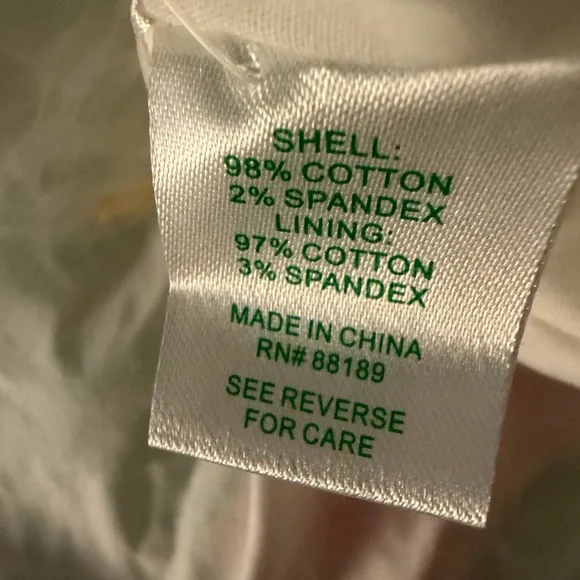 SHELL:
98% COTTON
2% SPANDEX
LINING:
97% COTTON
3% SPANDEX
MADE IN CHINA
RN# 88189
SEE REVERSE
FOR CARE